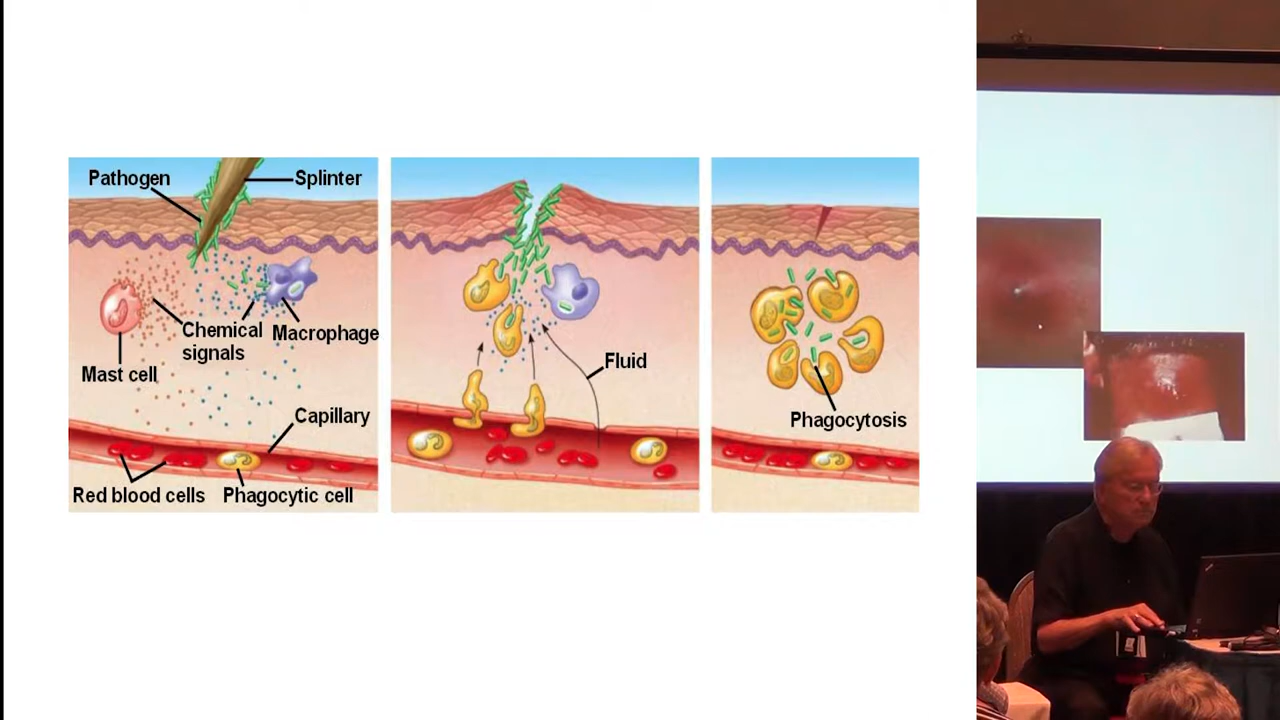 Pathogen
Splinter
Chemical
signals
Macrophage
Mast cell
Capillary
Red blood cells
Phagocytic cell
Fluid
Phagocytosis